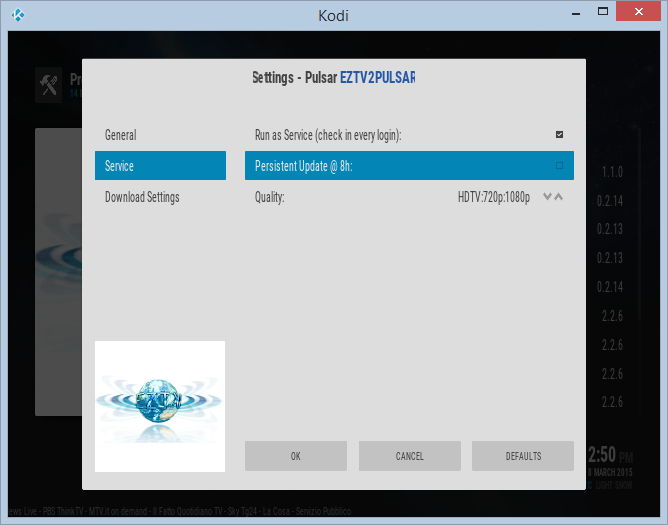 Kodi
Settings - Pulsar EZTV2PULSAR
General
Run as Service (check in every login):
Service
Persistent Update @ 8h:
Download Settings
Quality:
HDTV:720p:1080p
1.1.0
0.2.14
0.2.13
0.2.13
0.2.14
2.2.6
2.2.6
2.2.6
2.2.6
EZTV
OK
CANCEL
DEFAULTS
2:50 PM
8 MARCH 2015
C LIGHT SNOW
ews Live - PBS ThinkTV - MTV.it on demand - Il Fatto Quotidiano TV - Sky Tg24 - La Cosa - Servizio Pubblico